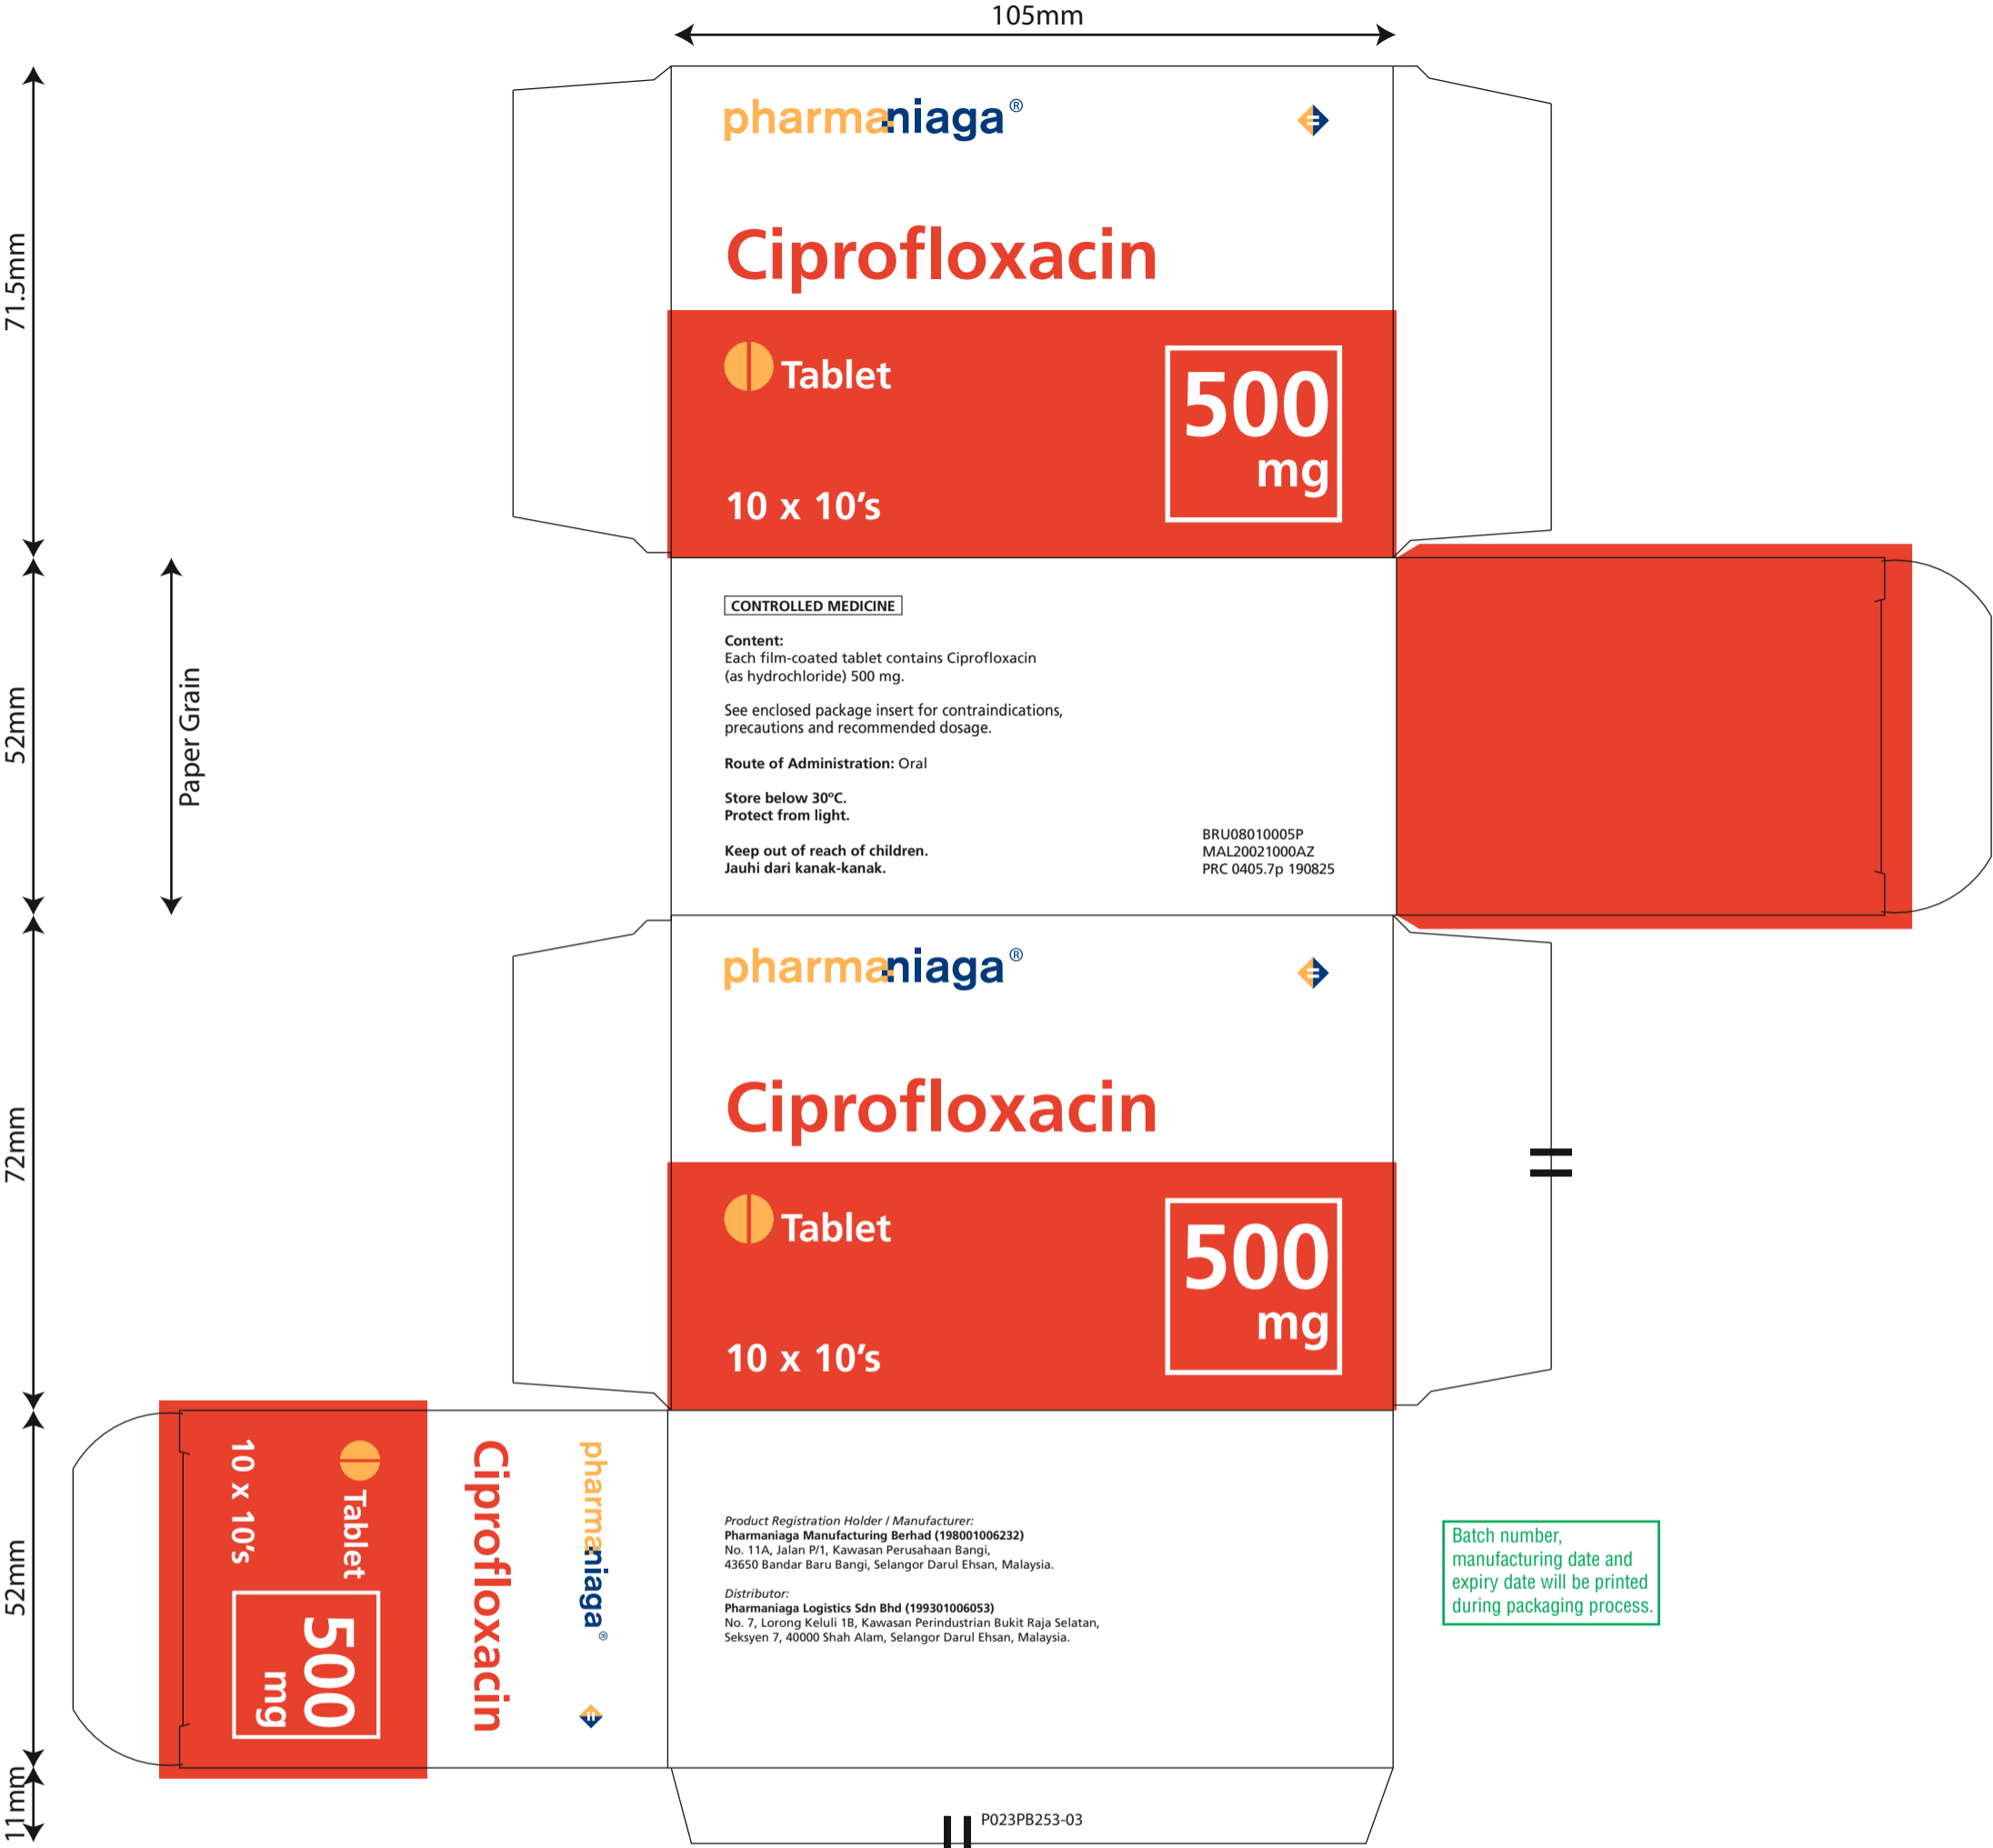 105mm
71.5mm
pharmaniaga®
Ciprofloxacin
Tablet
500
mg
10 x 10’s
52mm
Paper Grain
CONTROLLED MEDICINE
Content:
Each film-coated tablet contains Ciprofloxacin
(as hydrochloride) 500 mg.
See enclosed package insert for contraindications,
precautions and recommended dosage.
Route of Administration: Oral
Store below 30ºC.
Protect from light.
Keep out of reach of children.
Jauhi dari kanak-kanak.
BRU08010005P
MAL20021000AZ
PRC 0405.7p 190825
72mm
pharmaniaga®
Ciprofloxacin
Tablet
500
mg
10 x 10’s
52mm
pharmaniaga®
Ciprofloxacin
Tablet
10 x 10’s
500
mg
Product Registration Holder / Manufacturer:
Pharmaniaga Manufacturing Berhad (198001006232)
No. 11A, Jalan P/1, Kawasan Perusahaan Bangi,
43650 Bandar Baru Bangi, Selangor Darul Ehsan, Malaysia.
Distributor:
Pharmaniaga Logistics Sdn Bhd (199301006053)
No. 7, Lorong Keluli 1B, Kawasan Perindustrian Bukit Raja Selatan,
Seksyen 7, 40000 Shah Alam, Selangor Darul Ehsan, Malaysia.
Batch number,
manufacturing date and
expiry date will be printed
during packaging process.
11mm
P023PB253-03